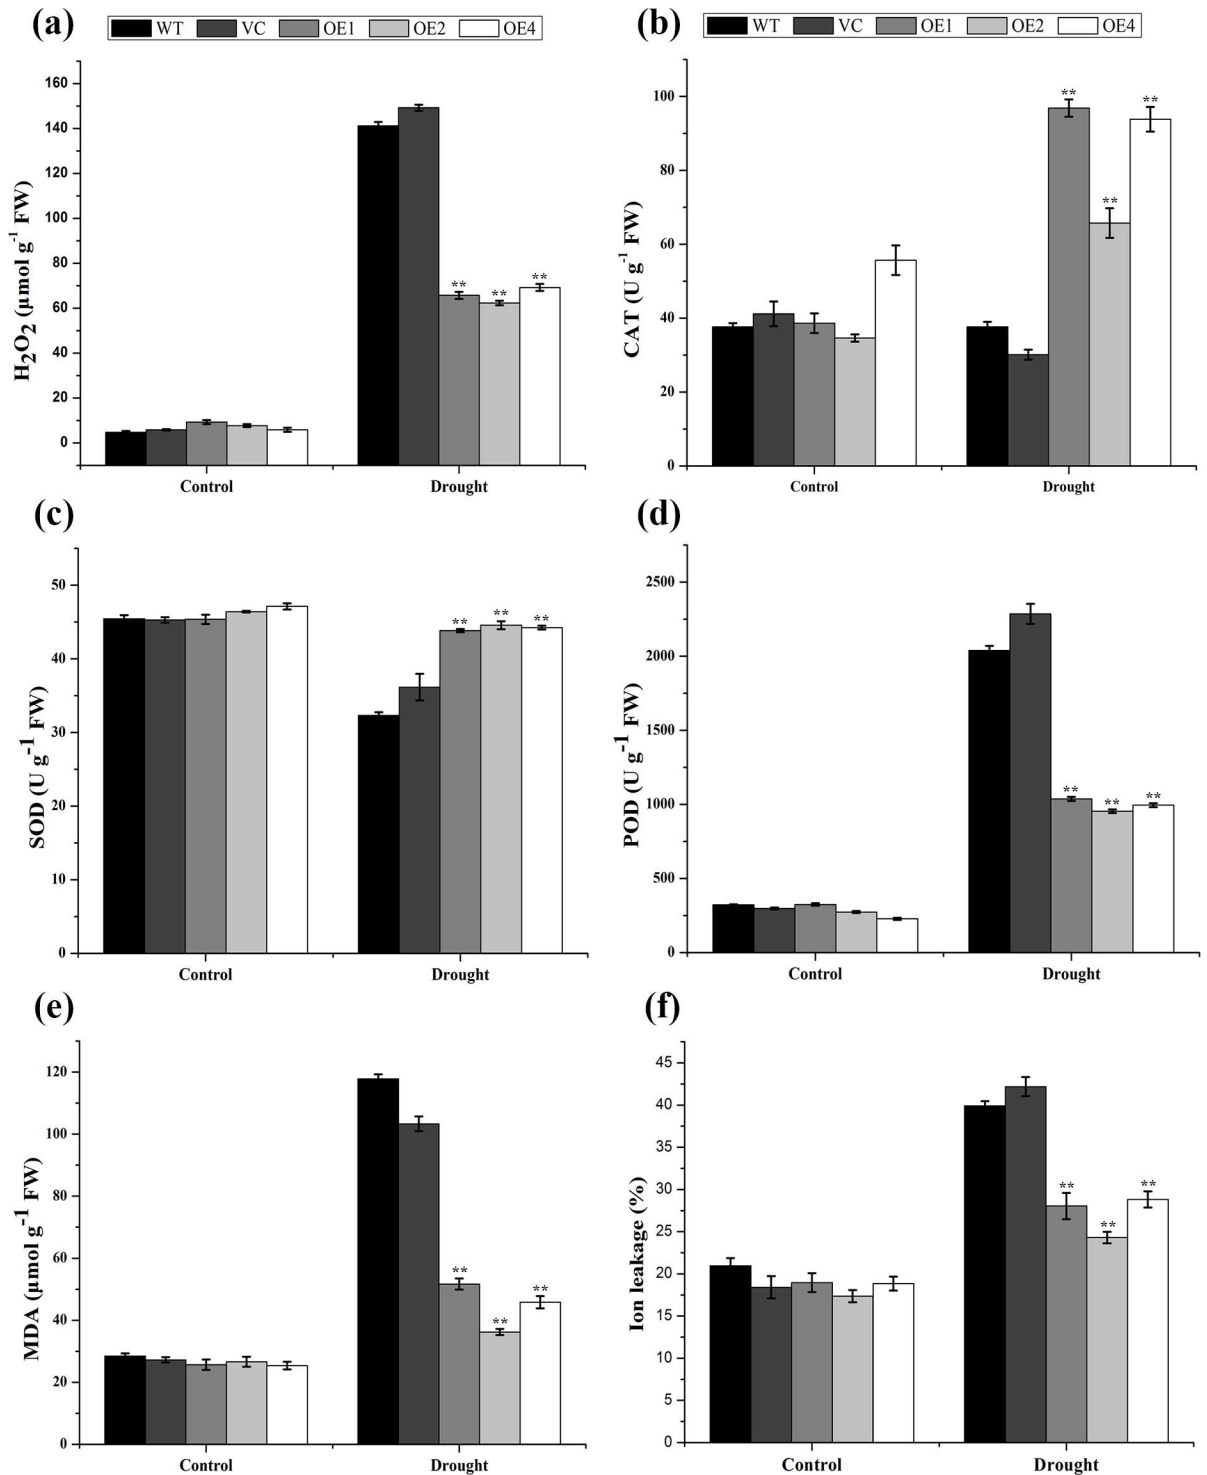 (a)
WT VC OE1 OE2 OE4
160
140
120
100
80
60
40
20
0
H2O2 (μmol g-1 FW)
** ** **
Control Drought
(b)
WT VC OE1 OE2 OE4
100
80
60
40
20
0
CAT (U g-1 FW)
** ** **
Control Drought
(c)
50
40
30
20
10
0
SOD (U g-1 FW)
** ** **
Control Drought
(d)
2500
2000
1500
1000
500
0
POD (U g-1 FW)
** ** **
Control Drought
(e)
120
100
80
60
40
20
0
MDA (μmol g-1 FW)
** ** **
Control Drought
(f)
45
40
35
30
25
20
15
10
5
0
Ion leakage (%)
** ** **
Control Drought